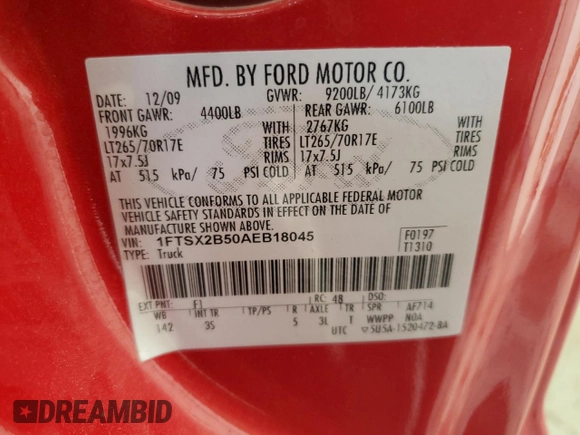 MFD. BY FORD MOTOR CO.
DATE: 12/09 GVWR: 9200LB/ 4173KG
FRONT GAWR: 4400LB REAR GAWR: 6100LB
1996KG WITH 2767KG WITH
LT265/70R17E TIRES LT265/70R17E TIRES
17x7.5J RIMS 17x7.5J RIMS
AT 515 kPa/ 75 PSI COLD AT 515 kPa/ 75 PSI COLD
THIS VEHICLE CONFORMS TO ALL APPLICABLE FEDERAL MOTOR
VEHICLE SAFETY STANDARDS IN EFFECT ON THE DATE OF MANUFACTURE
SHOWN ABOVE.
VIN: 1FTSX2B50AEB18045 F0197
TYPE: Truck T1310
EXT PNT: F1 RC: 48 DSO:
WB INT TR TP/PS R AXLE TR SPR AF714
142 3S 5 3L T WWPP NOA
UTC 5U5A-1520472-BA
DREAMBID